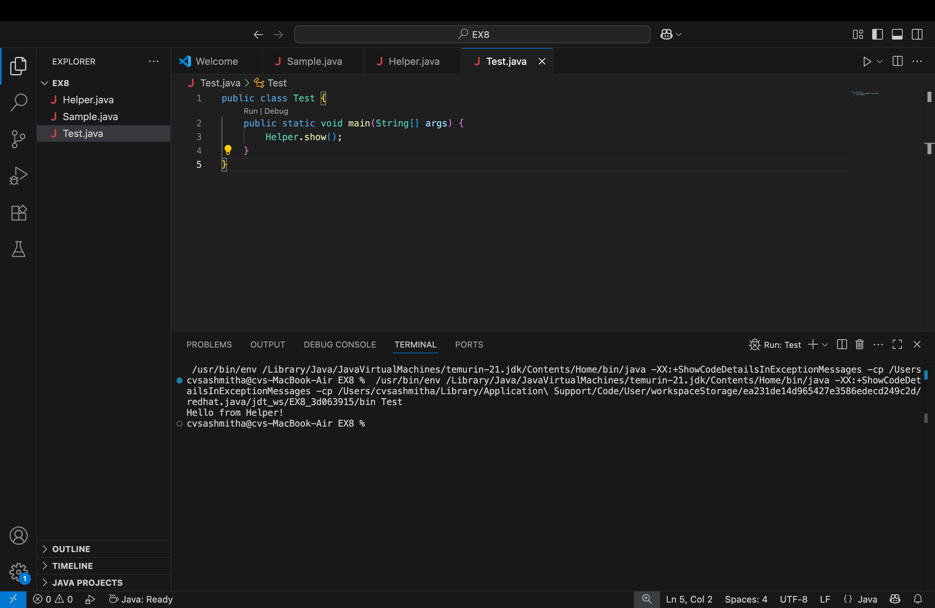 EX8
EXPLORER
Welcome
Sample.java
Helper.java
Test.java
EX8
Helper.java
Sample.java
Test.java
Test.java > Test
1 public class Test {
Run | Debug
2 public static void main(String[] args) {
3 Helper.show();
4 }
5 }
PROBLEMS
OUTPUT
DEBUG CONSOLE
TERMINAL
PORTS
Run: Test
/usr/bin/env /Library/Java/JavaVirtualMachines/temurin-21.jdk/Contents/Home/bin/java -XX:+ShowCodeDetailsInExceptionMessages -cp /Users
cvsashmitha@cvs-MacBook-Air EX8 % /usr/bin/env /Library/Java/JavaVirtualMachines/temurin-21.jdk/Contents/Home/bin/java -XX:+ShowCodeDet
ailsInExceptionMessages -cp /Users/cvsashmitha/Library/Application\ Support/Code/User/workspaceStorage/ea231de14d965427e3586edecd249c2d/
redhat.java/jdt_ws/EX8_3d063915/bin Test
Hello from Helper!
cvsashmitha@cvs-MacBook-Air EX8 %
OUTLINE
TIMELINE
JAVA PROJECTS
1
0 0
Java: Ready
Ln 5, Col 2
Spaces: 4
UTF-8
LF
{} Java